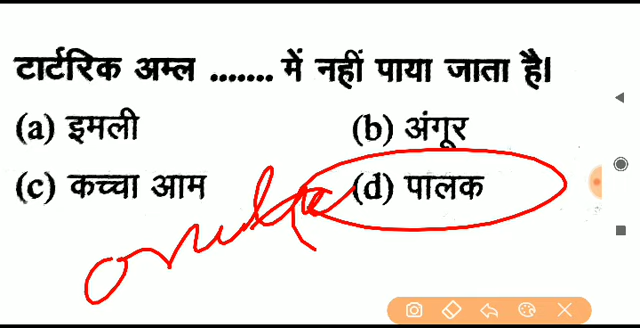 टार्टरिक अम्ल ....... में नहीं पाया जाता है।
(a) इमली (b) अंगूर
(c) कच्चा आम (d) पालक